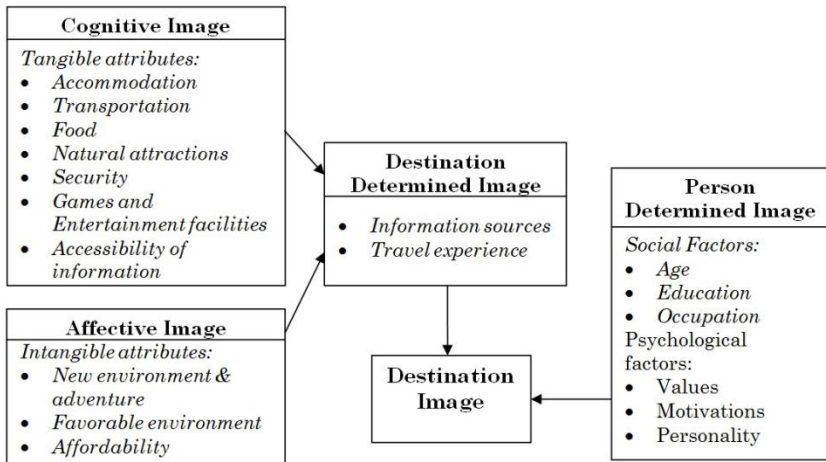 Cognitive Image
Tangible attributes:
• Accommodation
• Transportation
• Food
• Natural attractions
• Security
• Games and
Entertainment facilities
• Accessibility of
information
Affective Image
Intangible attributes:
• New environment &
adventure
• Favorable environment
• Affordability
Destination
Determined Image
• Information sources
• Travel experience
Destination
Image
Person
Determined Image
Social Factors:
• Age
• Education
• Occupation
Psychological
factors:
• Values
• Motivations
• Personality